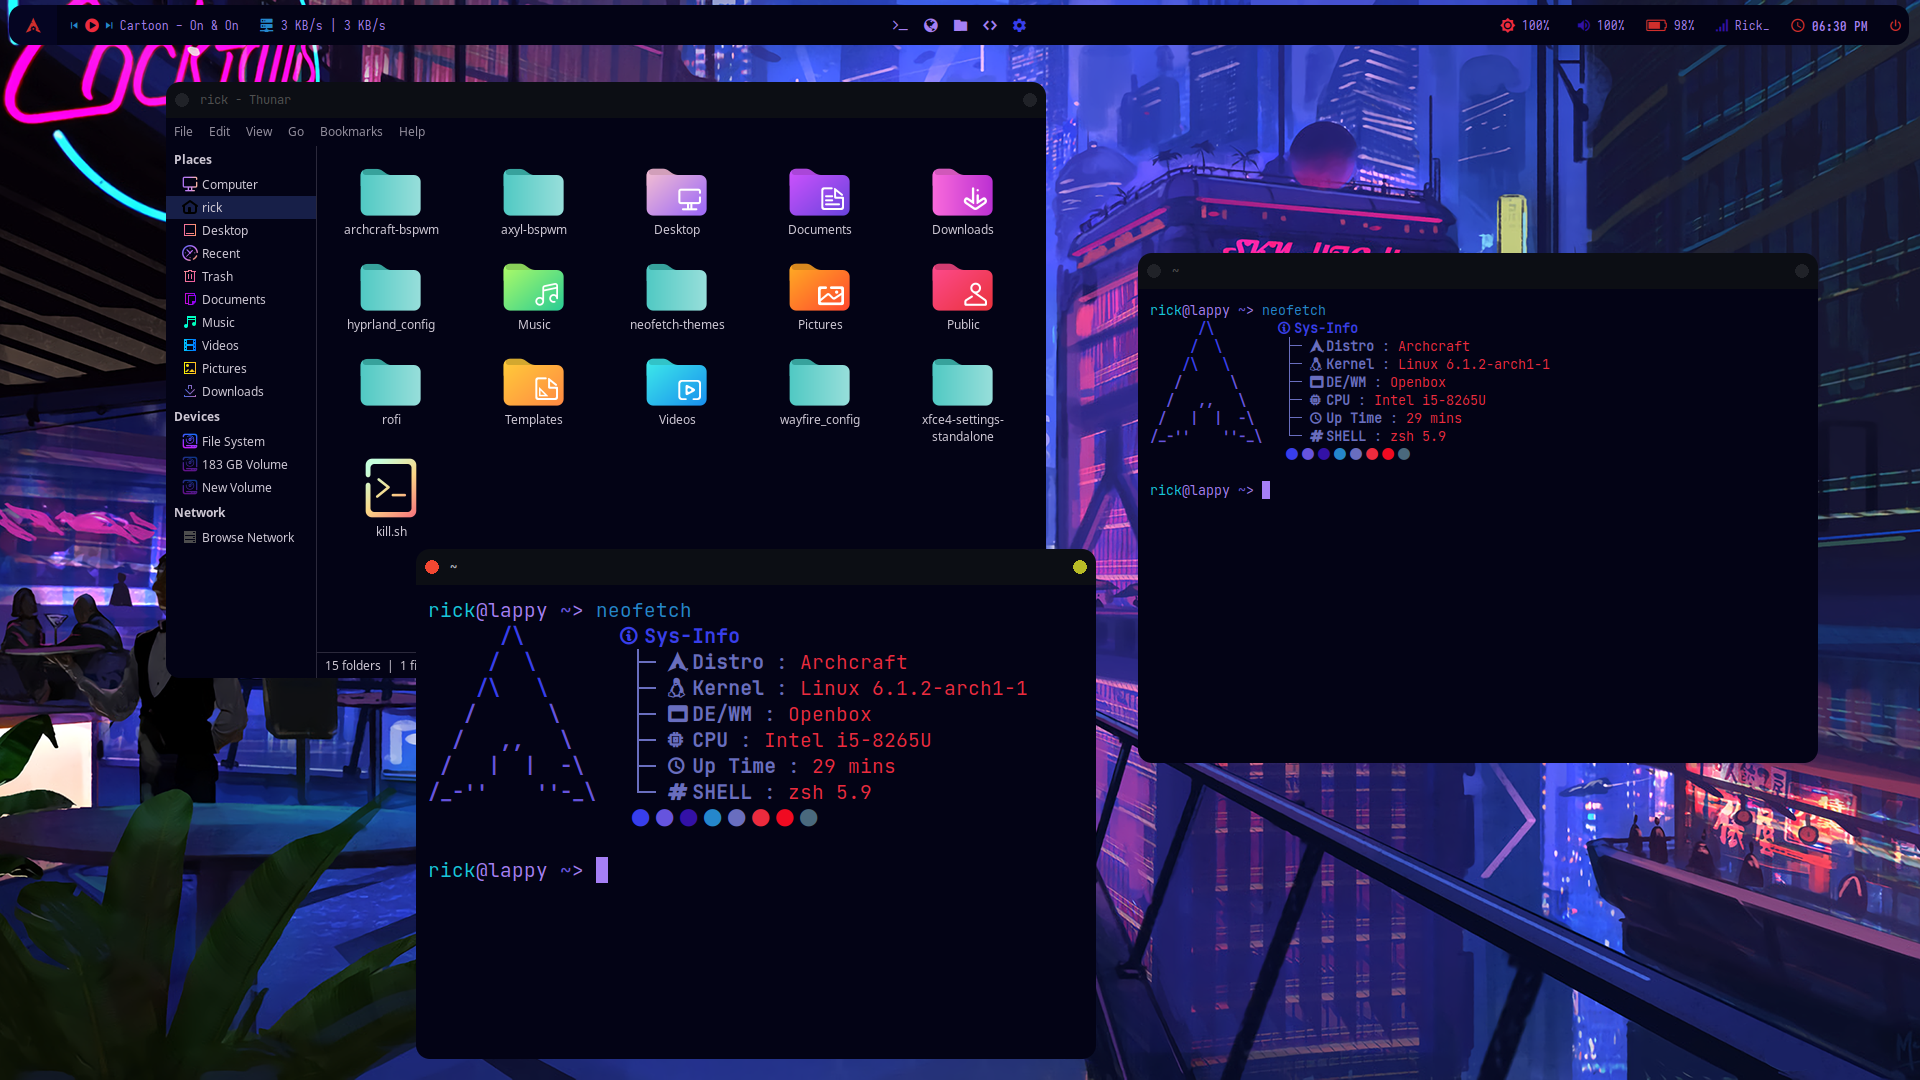 Cartoon - On & On
3 KB/s | 3 KB/s
100%
100%
98%
Rick_
06:30 PM
rick - Thunar
File Edit View Go Bookmarks Help
Places
Computer
rick
Desktop
Recent
Trash
Documents
Music
Videos
Pictures
Downloads
Devices
File System
183 GB Volume
New Volume
Network
Browse Network
archcraft-bspwm
axyl-bspwm
Desktop
Documents
Downloads
hyprland_config
Music
neofetch-themes
Pictures
Public
rofi
Templates
Videos
wayfire_config
xfce4-settings-
standalone
kill.sh
15 folders | 1 fi
~
rick@lappy ~> neofetch
Sys-Info
Distro : Archcraft
Kernel : Linux 6.1.2-arch1-1
DE/WM : Openbox
CPU : Intel i5-8265U
Up Time : 29 mins
SHELL : zsh 5.9
rick@lappy ~>
~
rick@lappy ~> neofetch
Sys-Info
Distro : Archcraft
Kernel : Linux 6.1.2-arch1-1
DE/WM : Openbox
CPU : Intel i5-8265U
Up Time : 29 mins
SHELL : zsh 5.9
rick@lappy ~>